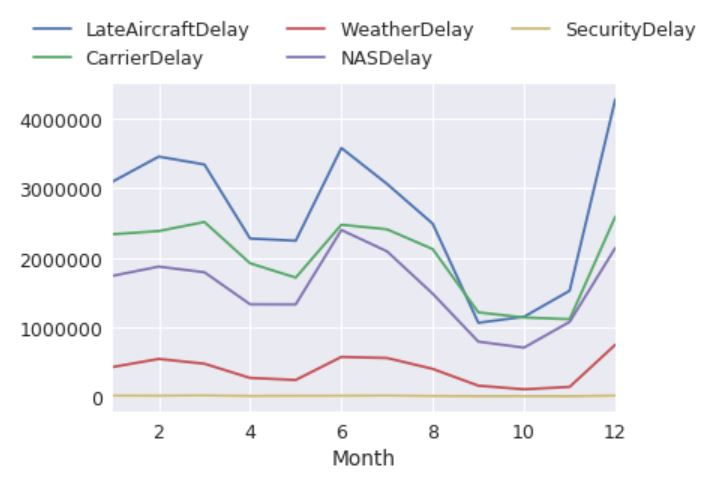 LateAircraftDelay WeatherDelay SecurityDelay
CarrierDelay NASDelay
4000000
3000000
2000000
1000000
0
2 4 6 8 10 12
Month